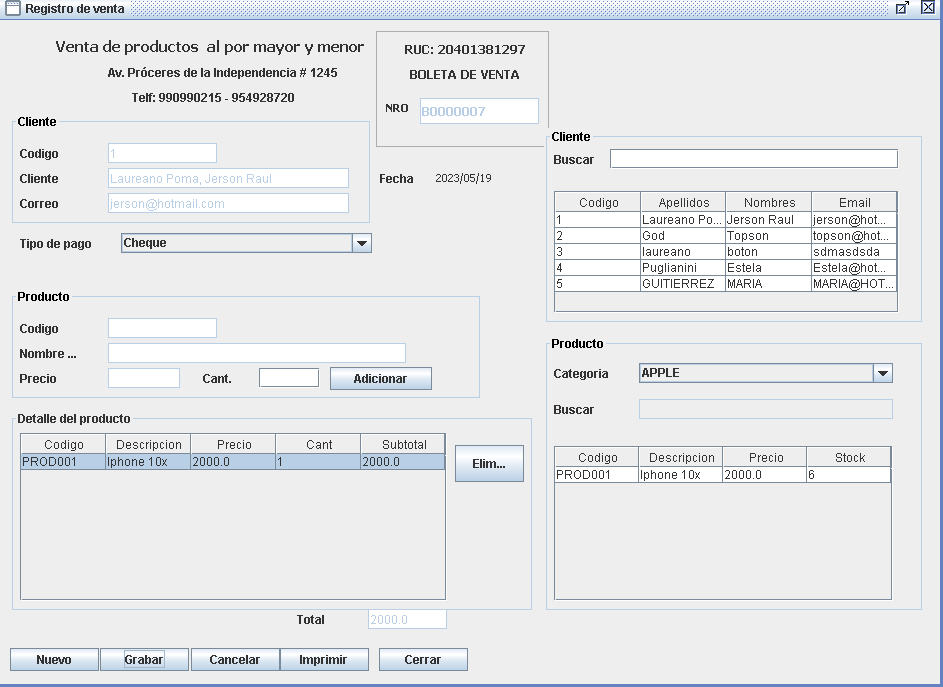 Registro de venta
Venta de productos al por mayor y menor
Av. Próceres de la Independencia # 1245
Telf: 990990215 - 954928720
RUC: 20401381297
BOLETA DE VENTA
NRO B0000007
Cliente
Codigo 1
Cliente Laureano Poma, Jerson Raul
Correo jerson@hotmail.com
Fecha 2023/05/19
Tipo de pago Cheque
Producto
Codigo
Nombre ...
Precio Cant. Adicionar
Detalle del producto
Codigo Descripcion Precio Cant Subtotal
PROD001 Iphone 10x 2000.0 1 2000.0
Elim...
Total 2000.0
Nuevo Grabar Cancelar Imprimir Cerrar
Cliente
Buscar
Codigo Apellidos Nombres Email
1 Laureano Po... Jerson Raul jerson@hot...
2 God Topson topson@hot...
3 laureano boton sdmasdsda
4 Puglianini Estela Estela@hot...
5 GUITIERREZ MARIA MARIA@HOT...
Producto
Categoria APPLE
Buscar
Codigo Descripcion Precio Stock
PROD001 Iphone 10x 2000.0 6